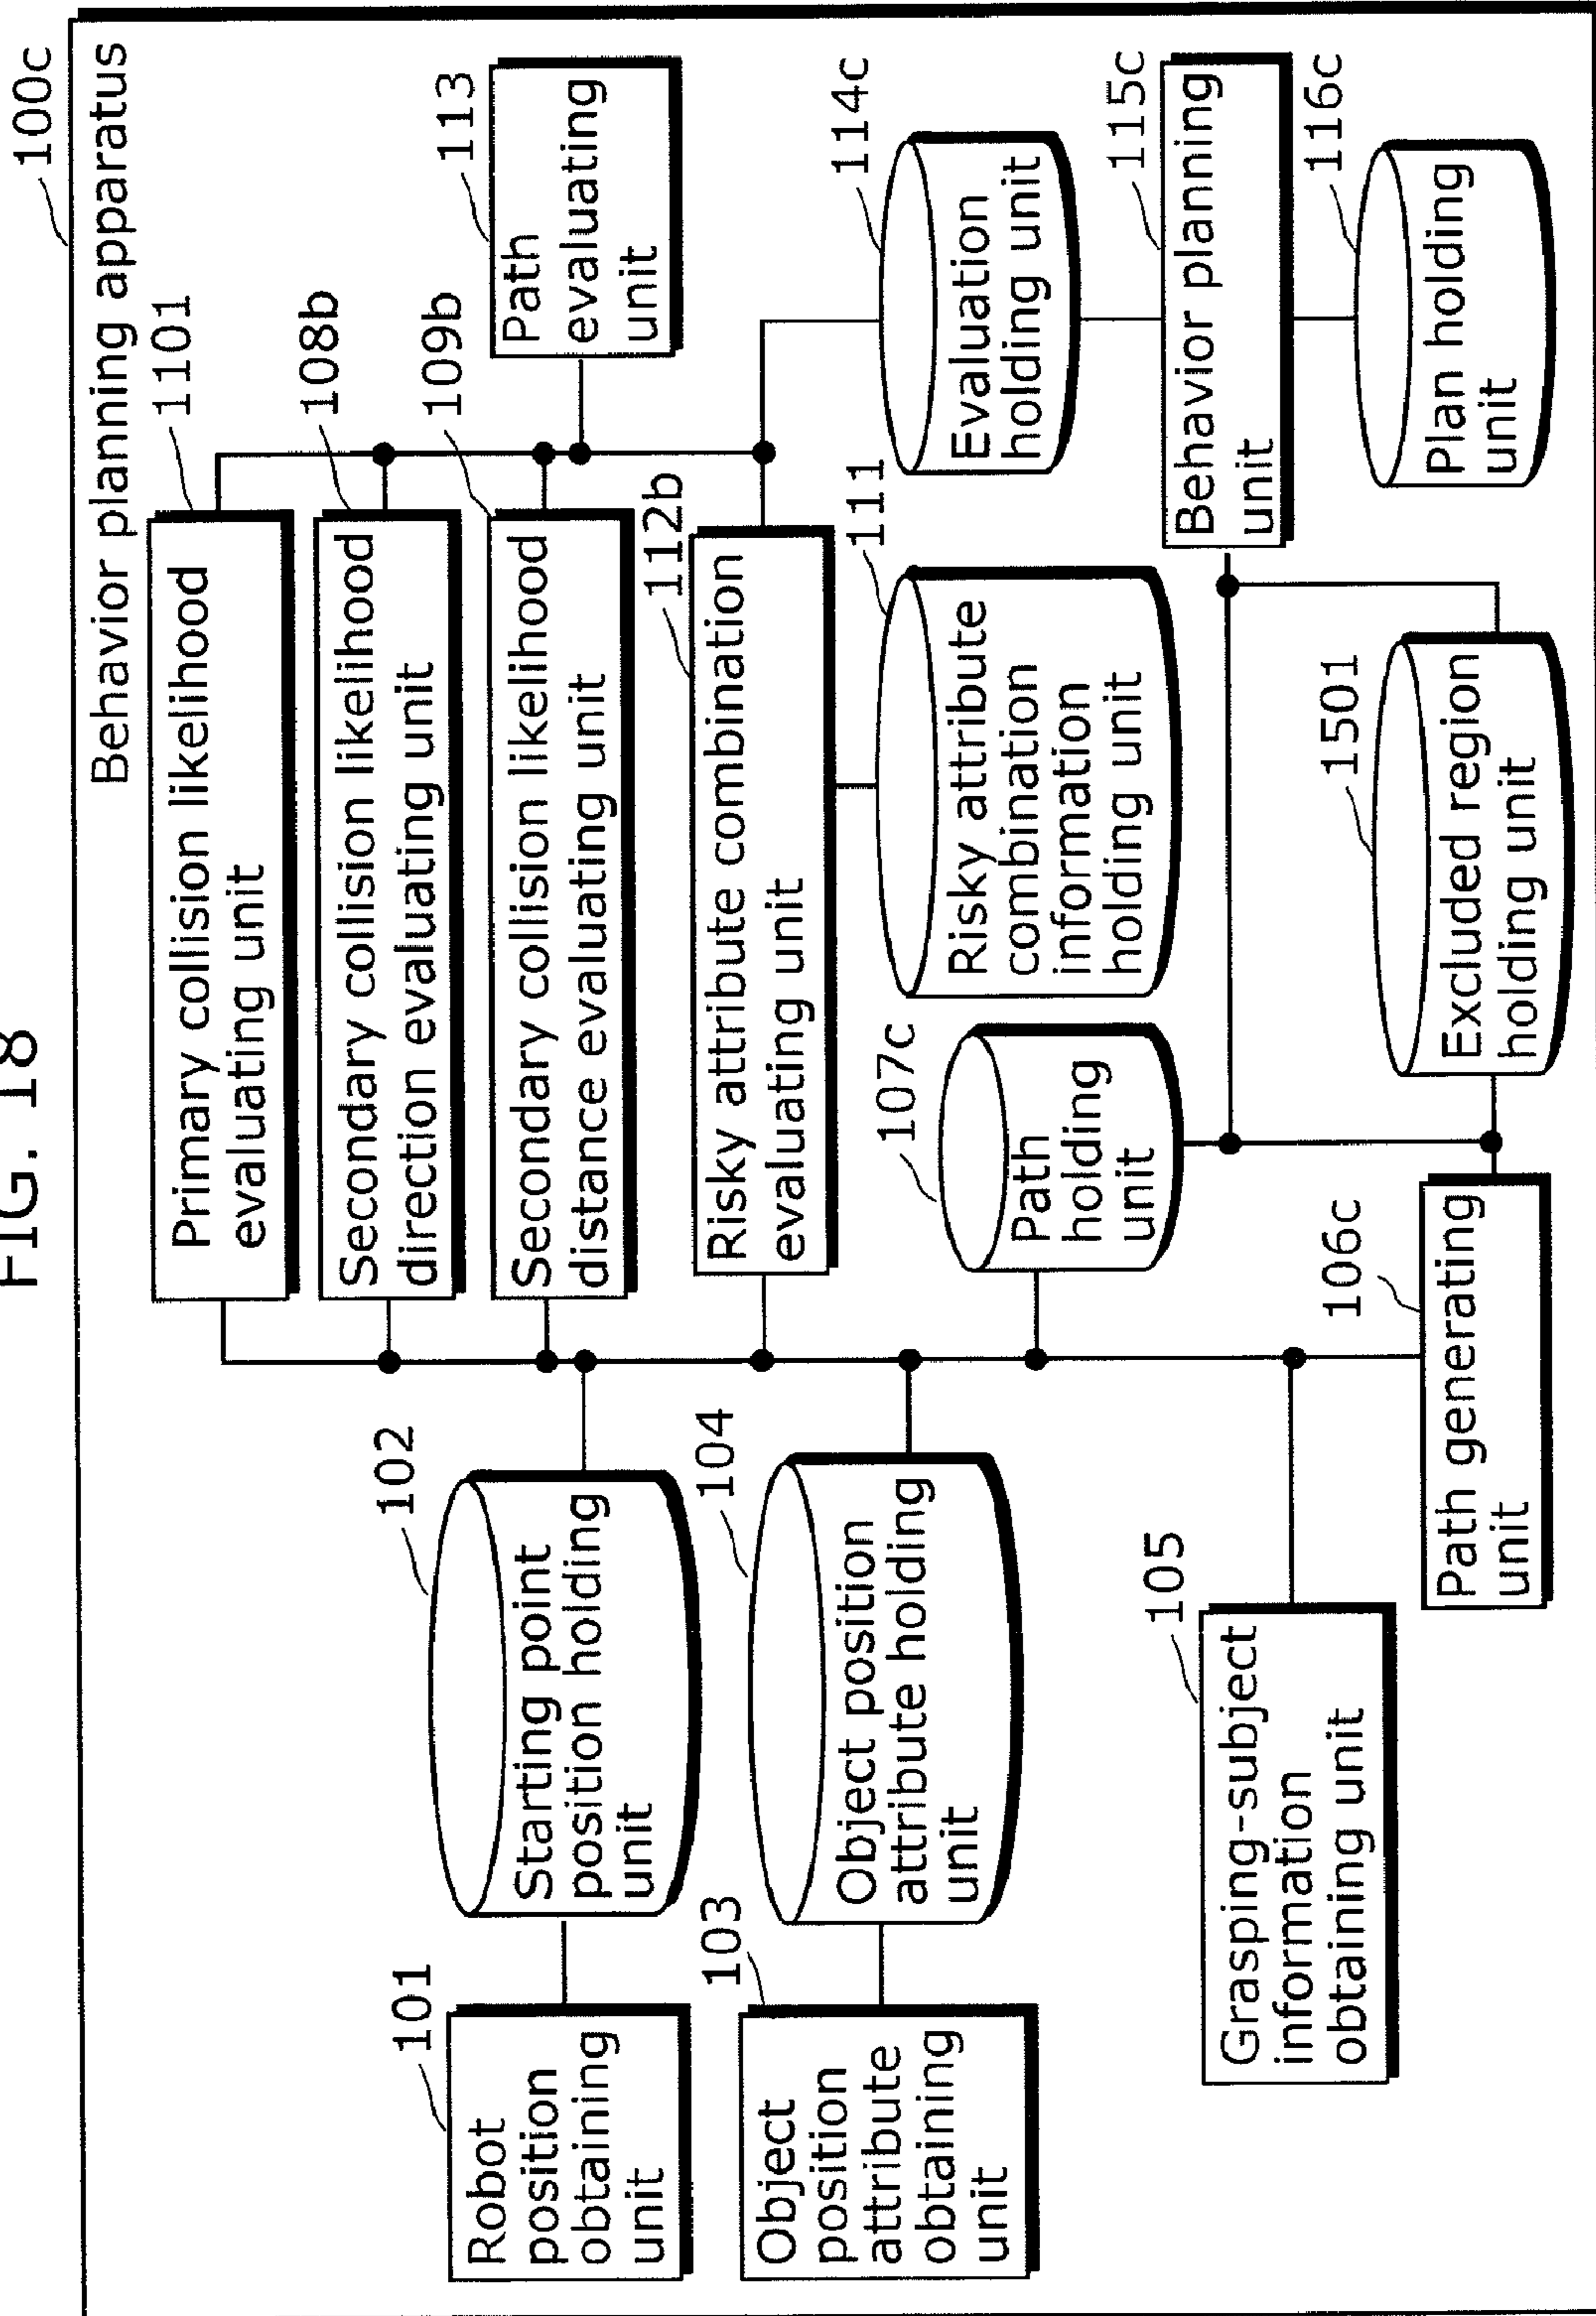 FIG. 18
100c
Behavior planning apparatus
1101
Primary collision likelihood
evaluating unit
108b
Secondary collision likelihood
direction evaluating unit
109b
Secondary collision likelihood
distance evaluating unit
113
Path
evaluating
unit
112b
Risky attribute combination
evaluating unit
101
Robot
position
obtaining
unit
102
Starting point
position holding
unit
103
Object
position
attribute
obtaining
unit
104
Object position
attribute holding
unit
107c
Path
holding
unit
111
Risky attribute
combination
information
holding unit
114c
Evaluation
holding unit
105
Grasping-subject
information
obtaining unit
115c
Behavior planning
unit
106c
Path generating
unit
1501
Excluded region
holding unit
116c
Plan holding
unit